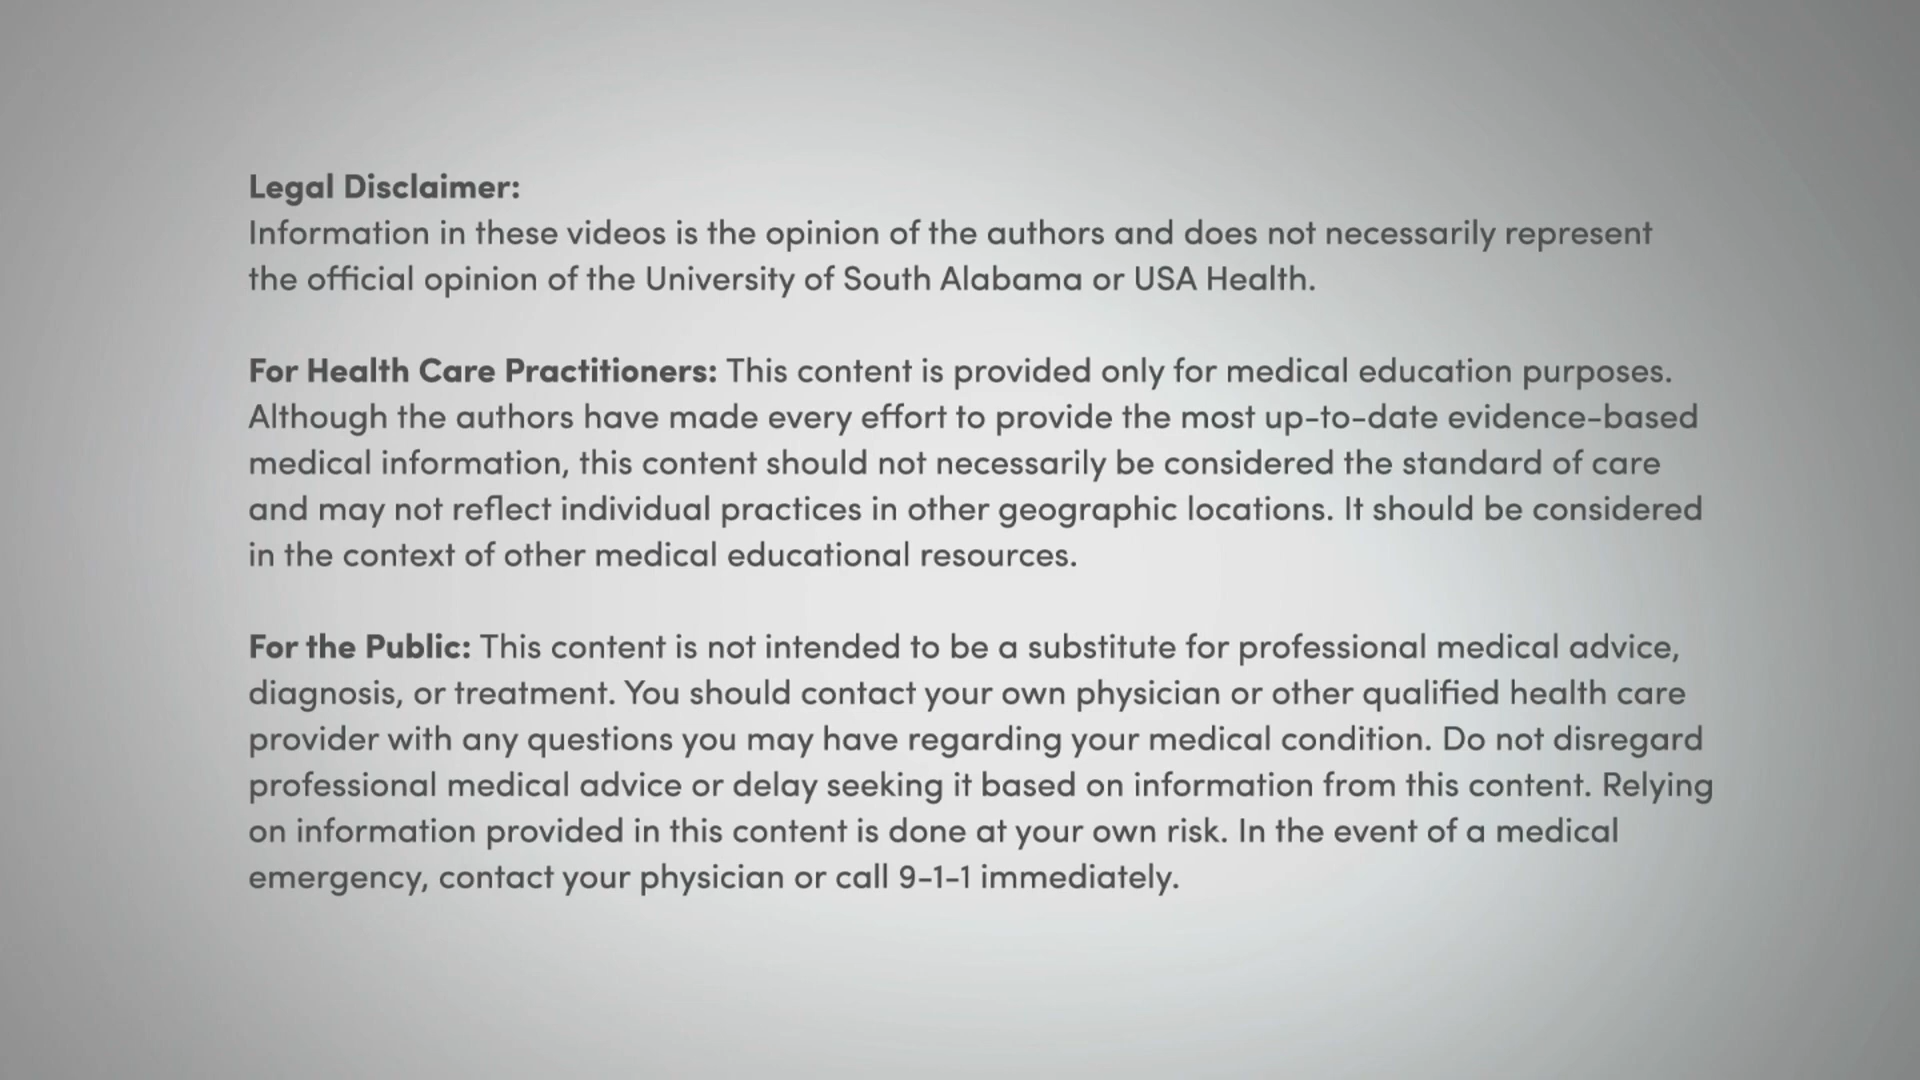 Legal Disclaimer:
Information in these videos is the opinion of the authors and does not necessarily represent
the official opinion of the University of South Alabama or USA Health.
For Health Care Practitioners: This content is provided only for medical education purposes.
Although the authors have made every effort to provide the most up-to-date evidence-based
medical information, this content should not necessarily be considered the standard of care
and may not reflect individual practices in other geographic locations. It should be considered
in the context of other medical educational resources.
For the Public: This content is not intended to be a substitute for professional medical advice,
diagnosis, or treatment. You should contact your own physician or other qualified health care
provider with any questions you may have regarding your medical condition. Do not disregard
professional medical advice or delay seeking it based on information from this content. Relying
on information provided in this content is done at your own risk. In the event of a medical
emergency, contact your physician or call 9-1-1 immediately.